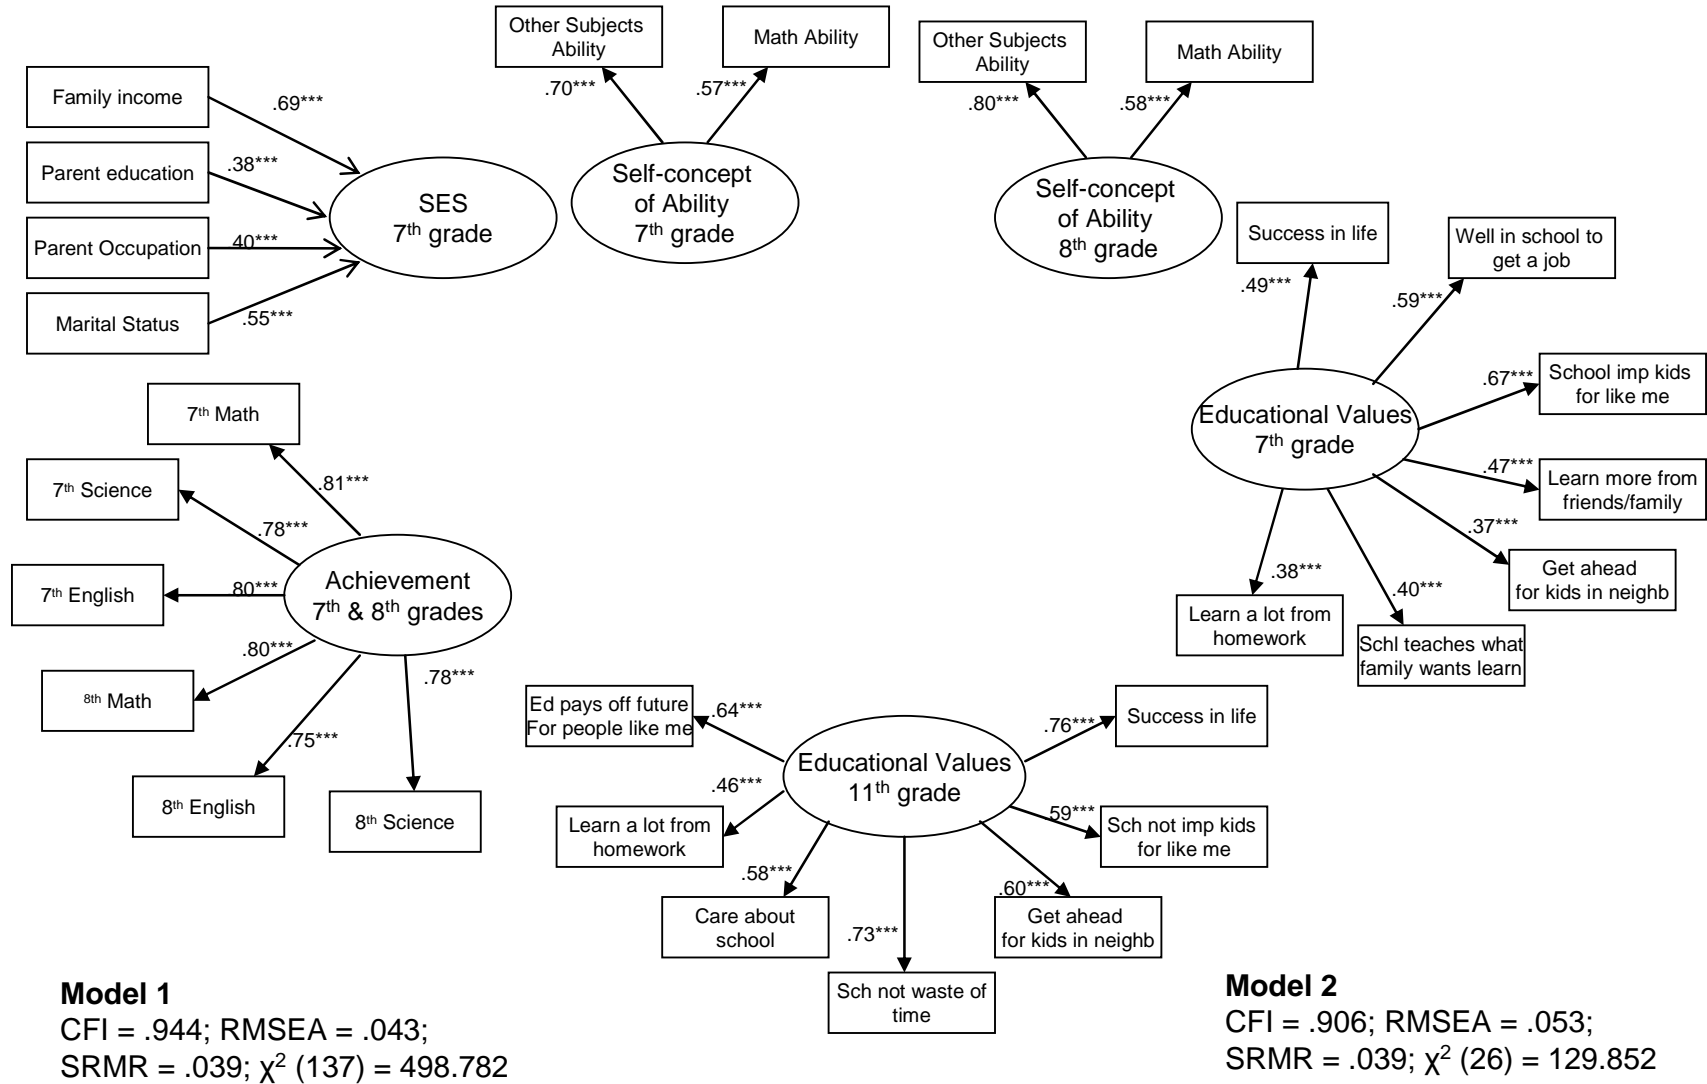 Other Subjects
Ability
Math Ability
.70***
.57***
Self-concept
of Ability
7th grade
Other Subjects
Ability
Math Ability
.80***
.58***
Self-concept
of Ability
8th grade
Family income
.69***
Parent education
.38***
Parent Occupation
.40***
Marital Status
.55***
SES
7th grade
Success in life
.49***
Well in school to
get a job
.59***
School imp kids
for like me
.67***
Educational Values
7th grade
Learn more from
friends/family
.47***
Get ahead
for kids in neighb
.37***
Schl teaches what
family wants learn
.40***
Learn a lot from
homework
.38***
7th Math
.81***
7th Science
.78***
7th English
.80***
Achievement
7th & 8th grades
8th Math
.80***
8th English
.75***
8th Science
.78***
Ed pays off future
For people like me
.64***
Success in life
.76***
Educational Values
11th grade
Learn a lot from
homework
.46***
Sch not imp kids
for like me
.59***
Care about
school
.58***
Get ahead
for kids in neighb
.60***
Sch not waste of
time
.73***
Model 1
CFI = .944; RMSEA = .043;
SRMR = .039; χ2 (137) = 498.782
Model 2
CFI = .906; RMSEA = .053;
SRMR = .039; χ2 (26) = 129.852